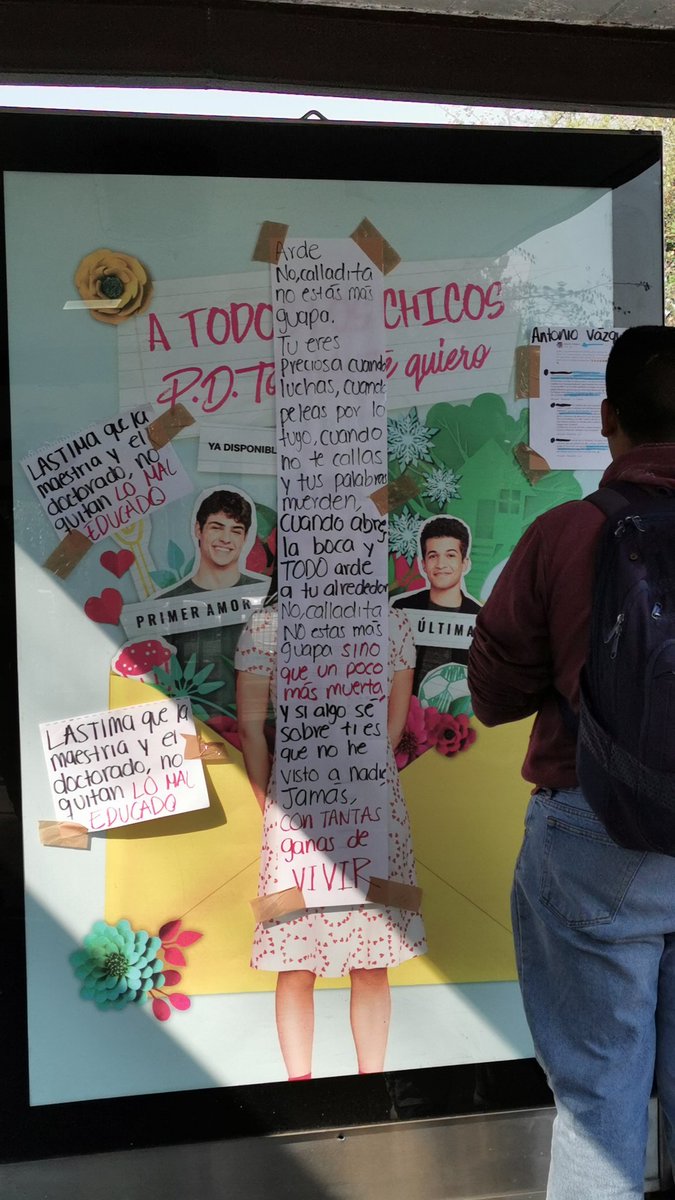 Arde
No, calladita
no estás más
guapa.
Tu eres
preciosa cuando
luchas, cuando
peleas por lo
tuyo, cuando
no te callas
y tus palabras
muerden,
cuando abres
la boca y
TODO arde
a tu alrededor
No, calladita
NO estas más
guapa sino
que un poco
más muerta,
y si algo sé
sobre ti es
que no he
visto a nadie,
Jamás,
con TANTAS
ganas de
VIVIR
A TODO CHICOS
P.D. quiero
YA DISPONIBL
PRIMER AMOR
ÚLTIMA
LASTIMA que la
maestria y el
doctorado, no
quitan LO MAL
EDUCADO
LASTIMA que la
maestria y el
doctorado, no
quitan LO MAL
EDUCADO
Antonio Vázq